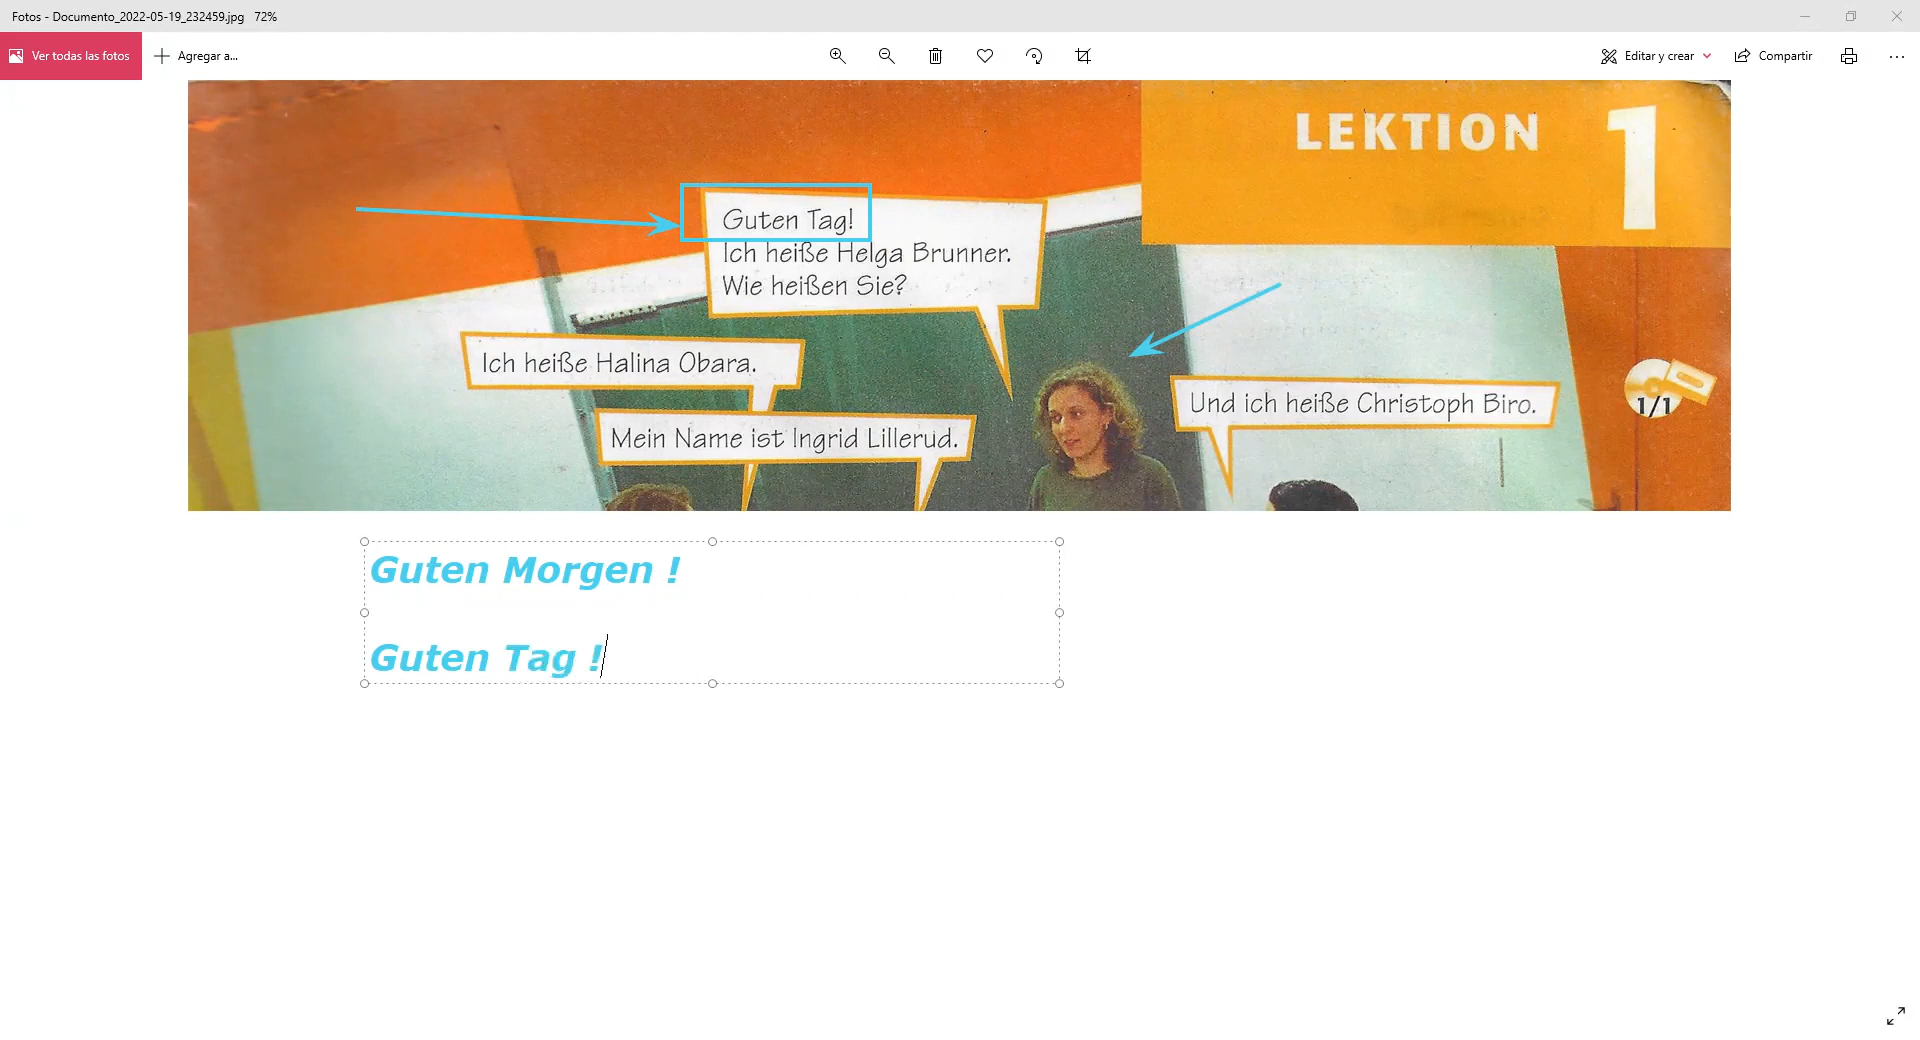 Fotos - Documento_2022-05-19_232459.jpg 72%
Ver todas las fotos
Agregar a...
Editar y crear
Compartir
LEKTION 1
Guten Tag!
Ich heiße Helga Brunner.
Wie heißen Sie?
Ich heiße Halina Obara.
Und ich heiße Christoph Biro.
1/1
Mein Name ist Ingrid Lillerud.
Guten Morgen !
Guten Tag !